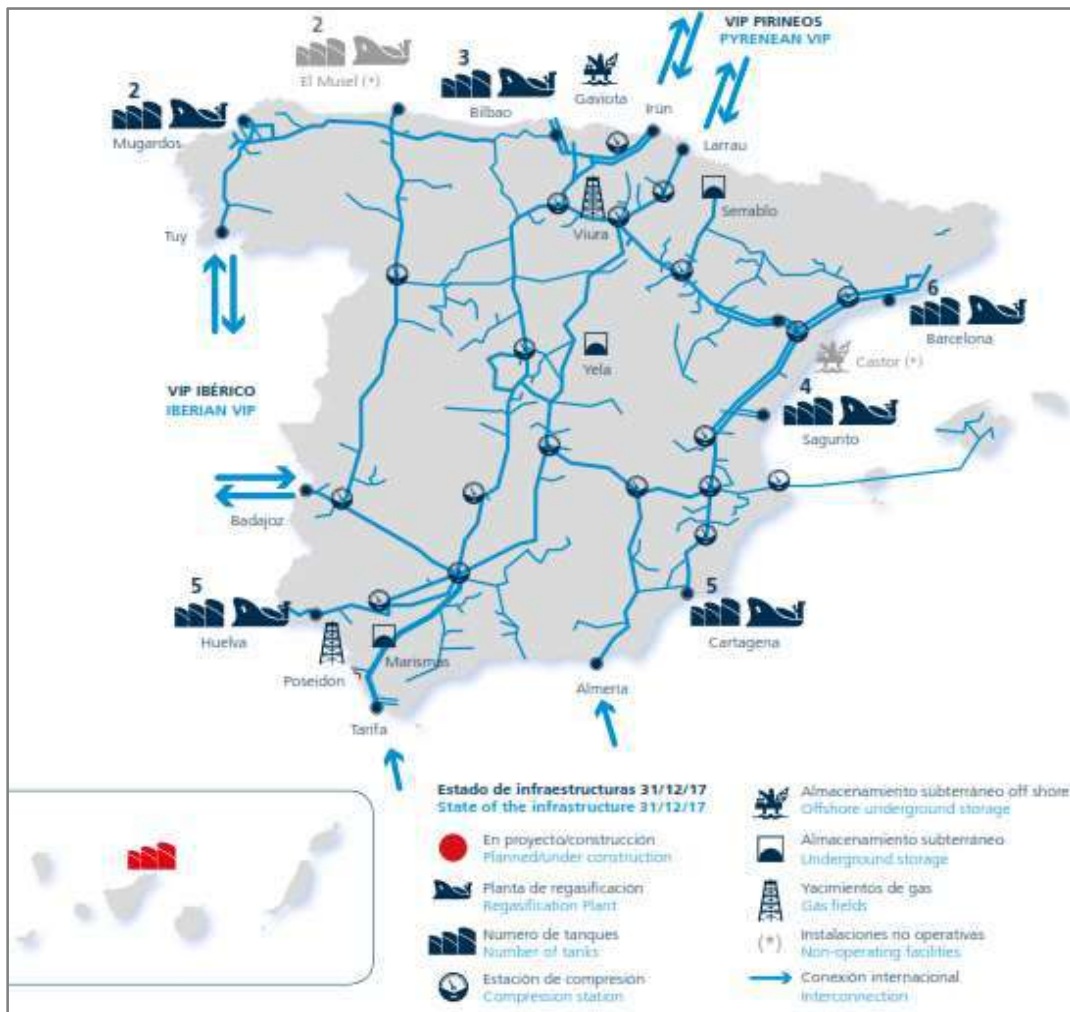 VIP PIRINEOS
PYRENEAN VIP
2
El Musel (*)
3
Bilbao
Gaviota
Irún
Larrau
2
Mugardos
Serrablo
Viura
Tuy
6
Barcelona
Yela
Castor (*)
VIP IBÉRICO
IBERIAN VIP
4
Sagunto
Badajoz
5
Huelva
5
Cartagena
Marismas
Poseidon
Almería
Tarifa
Estado de infraestructuras 31/12/17
State of the infrastructure 31/12/17
En proyecto/construcción
Planned/under construction
Planta de regasificación
Regasification Plant
Numero de tanques
Number of tanks
Estación de compresión
Compression station
Almacenamiento subterráneo off shore
Offshore underground storage
Almacenamiento subterráneo
Underground storage
Yacimientos de gas
Gas fields
(*)
Instalaciones no operativas
Non-operating facilities
Conexión internacional
Interconnection